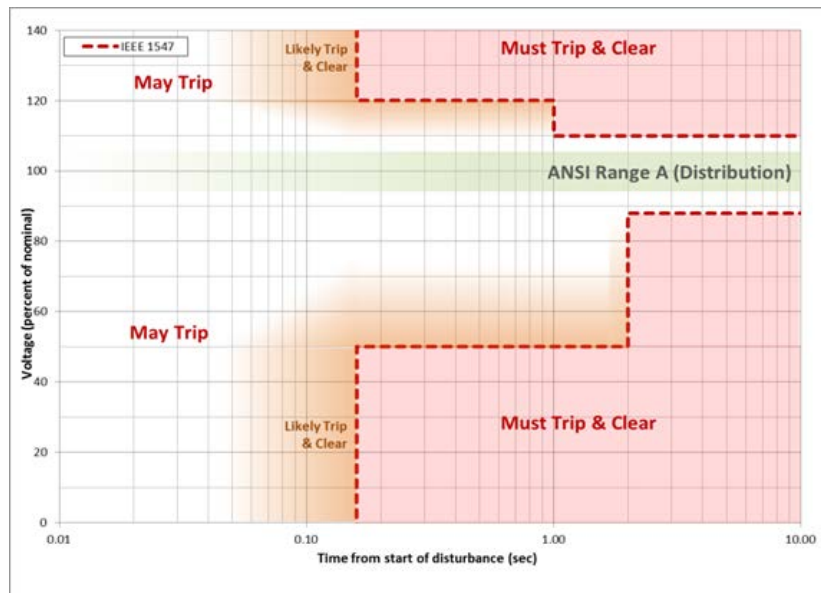 IEEE 1547
140
120
100
80
60
40
20
0
Voltage (percent of nominal)
May Trip
Likely Trip
& Clear
Must Trip & Clear
ANSI Range A (Distribution)
May Trip
Likely Trip
& Clear
Must Trip & Clear
0.01
0.10
1.00
10.00
Time from start of disturbance (sec)